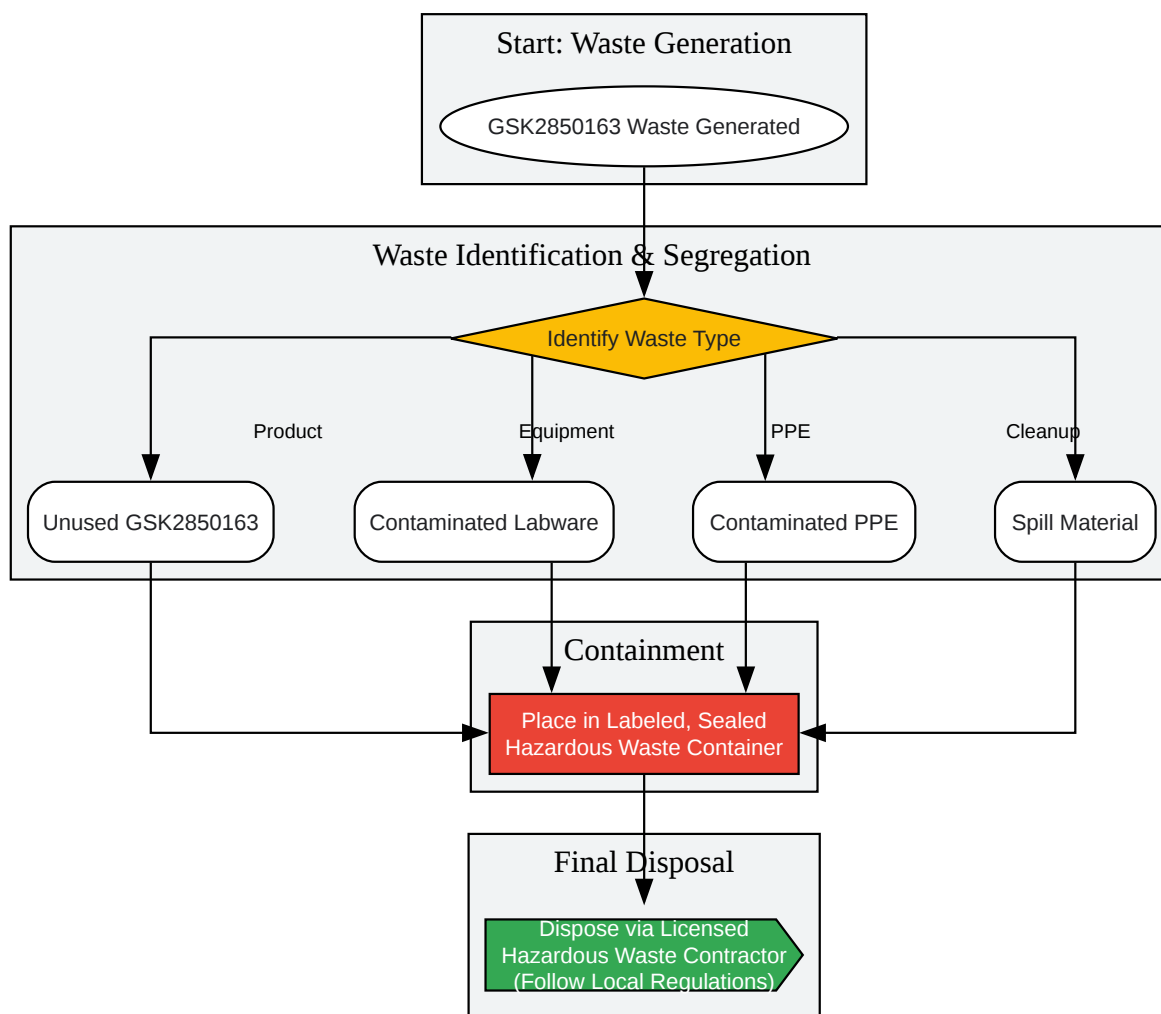 Start: Waste Generation
GSK2850163 Waste Generated
Waste Identification & Segregation
Identify Waste Type
Product
Equipment
PPE
Cleanup
Unused GSK2850163
Contaminated Labware
Contaminated PPE
Spill Material
Containment
Place in Labeled, Sealed
Hazardous Waste Container
Final Disposal
Dispose via Licensed
Hazardous Waste Contractor
(Follow Local Regulations)